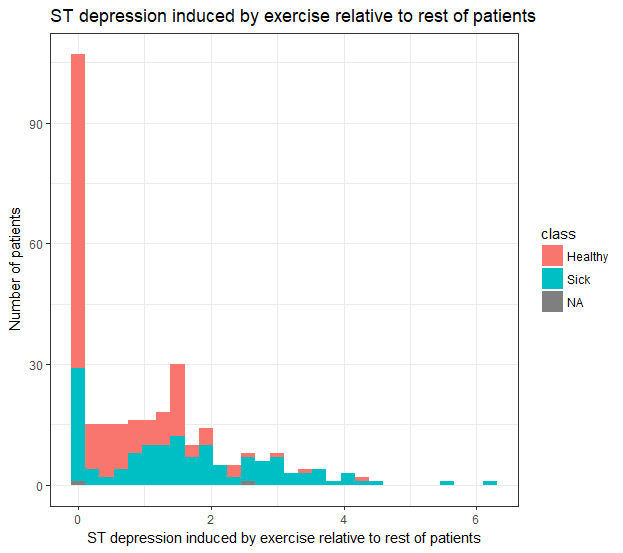 ST depression induced by exercise relative to rest of patients
Number of patients
90
60
30
0
0
2
4
6
ST depression induced by exercise relative to rest of patients
class
Healthy
Sick
NA